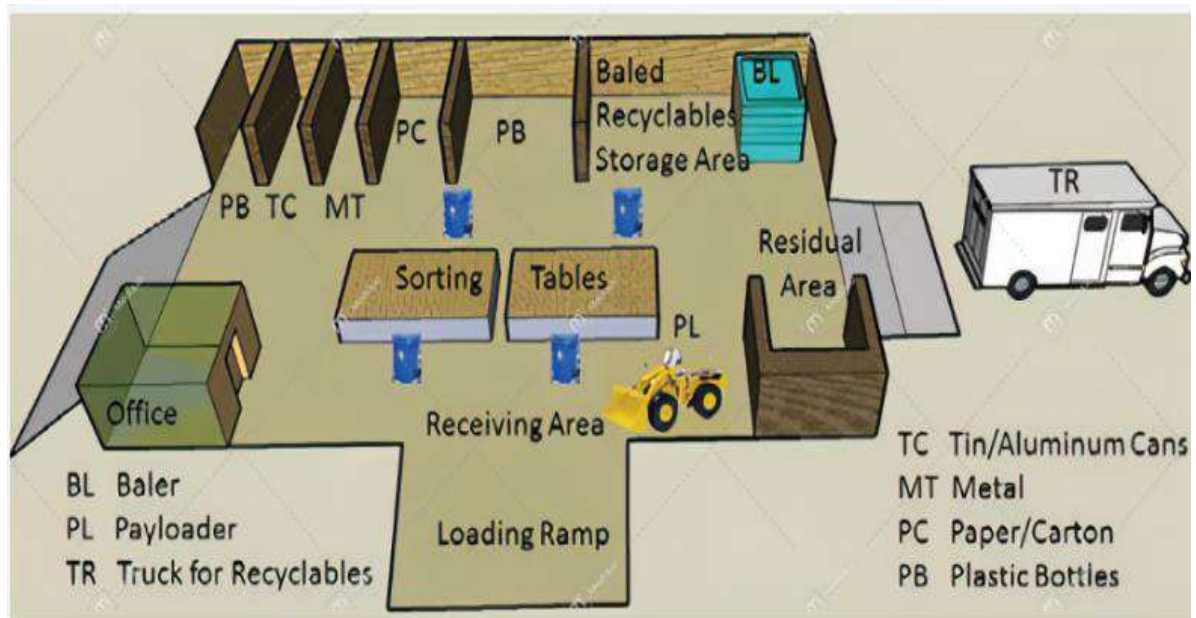 Baled
BL
Recyclables
PC
PB
Storage Area
PB TC MT
TR
Residual
Area
Sorting
Tables
PL
Office
Receiving Area
Loading Ramp
BL Baler
PL Payloader
TR Truck for Recyclables
TC Tin/Aluminum Cans
MT Metal
PC Paper/Carton
PB Plastic Bottles